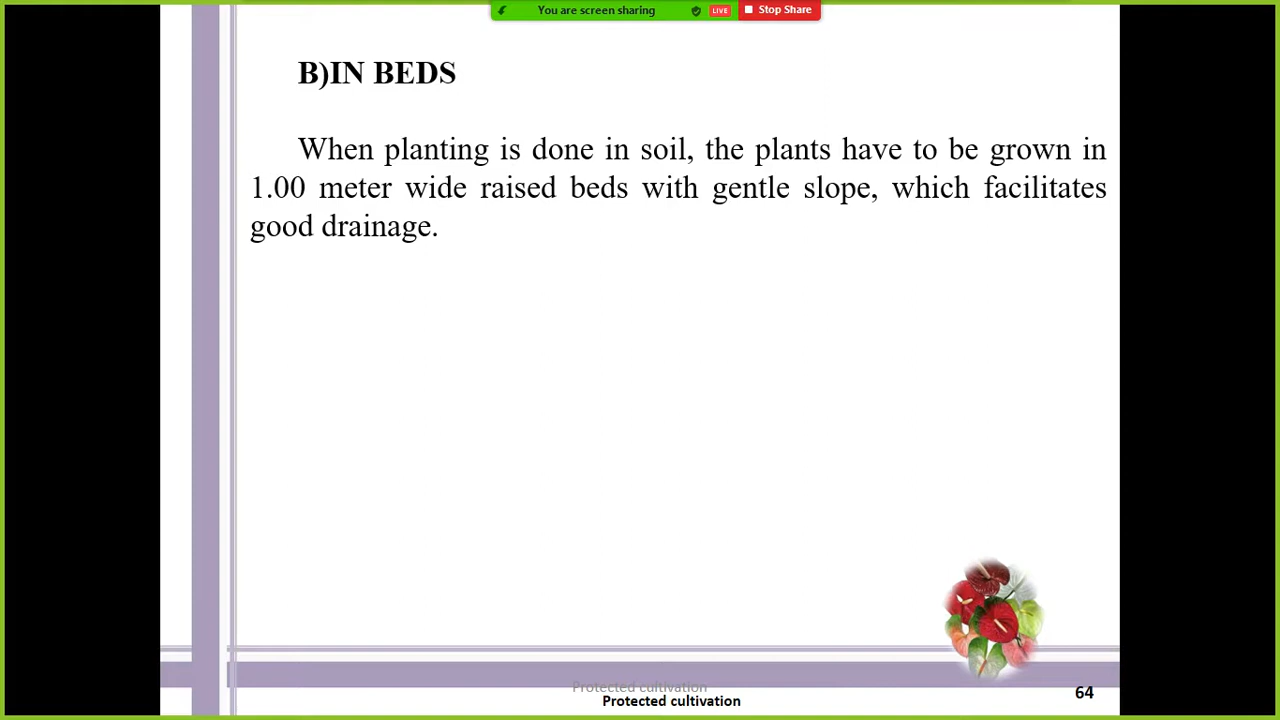 You are screen sharing LIVE Stop Share
B)IN BEDS
When planting is done in soil, the plants have to be grown in
1.00 meter wide raised beds with gentle slope, which facilitates
good drainage.
Protected cultivation
Protected cultivation
64